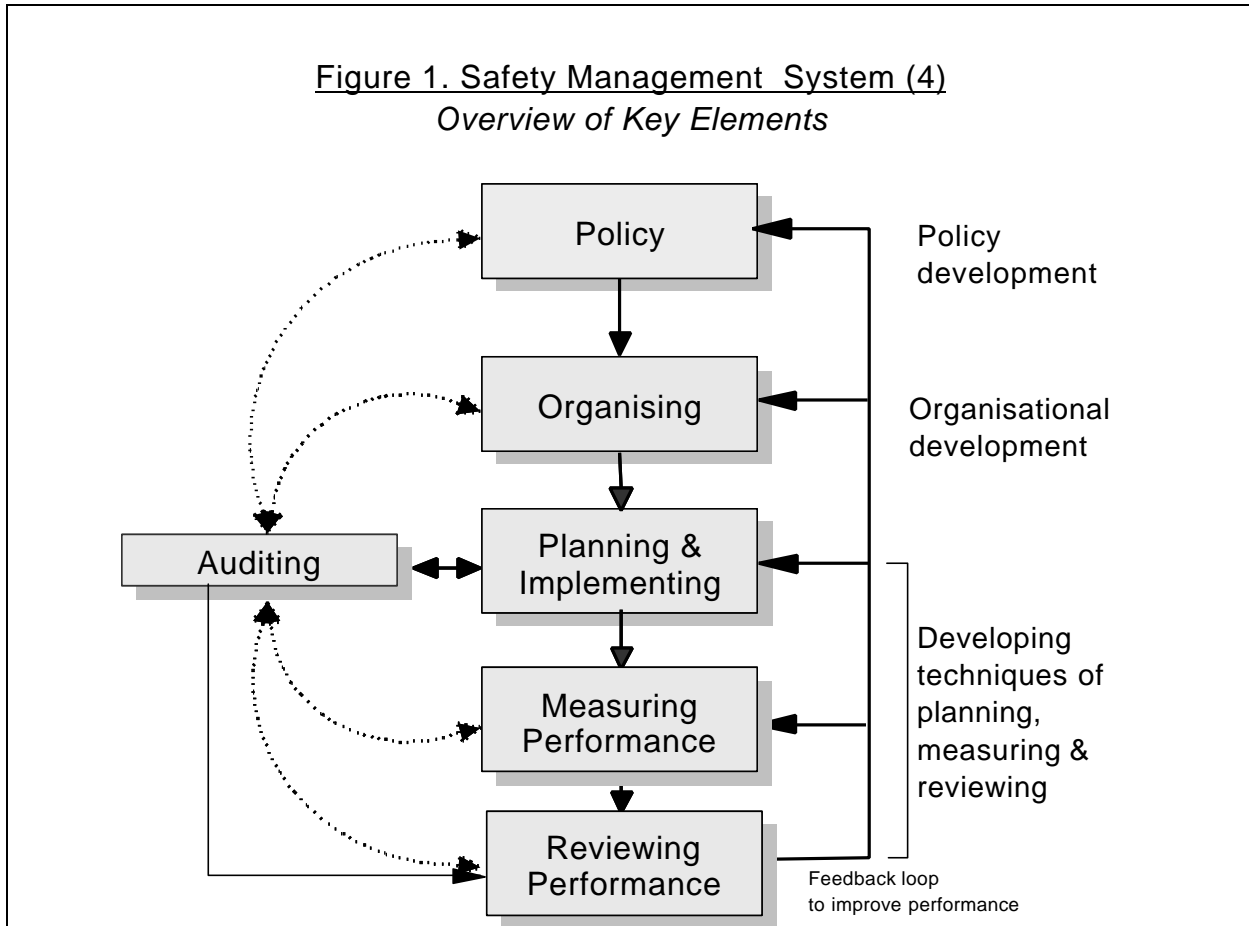 Figure 1. Safety Management System (4)
Overview of Key Elements
Policy
Policy
development
Organising
Organisational
development
Auditing
Planning &
Implementing
Developing
techniques of
planning,
measuring &
reviewing
Measuring
Performance
Reviewing
Performance
Feedback loop
to improve performance